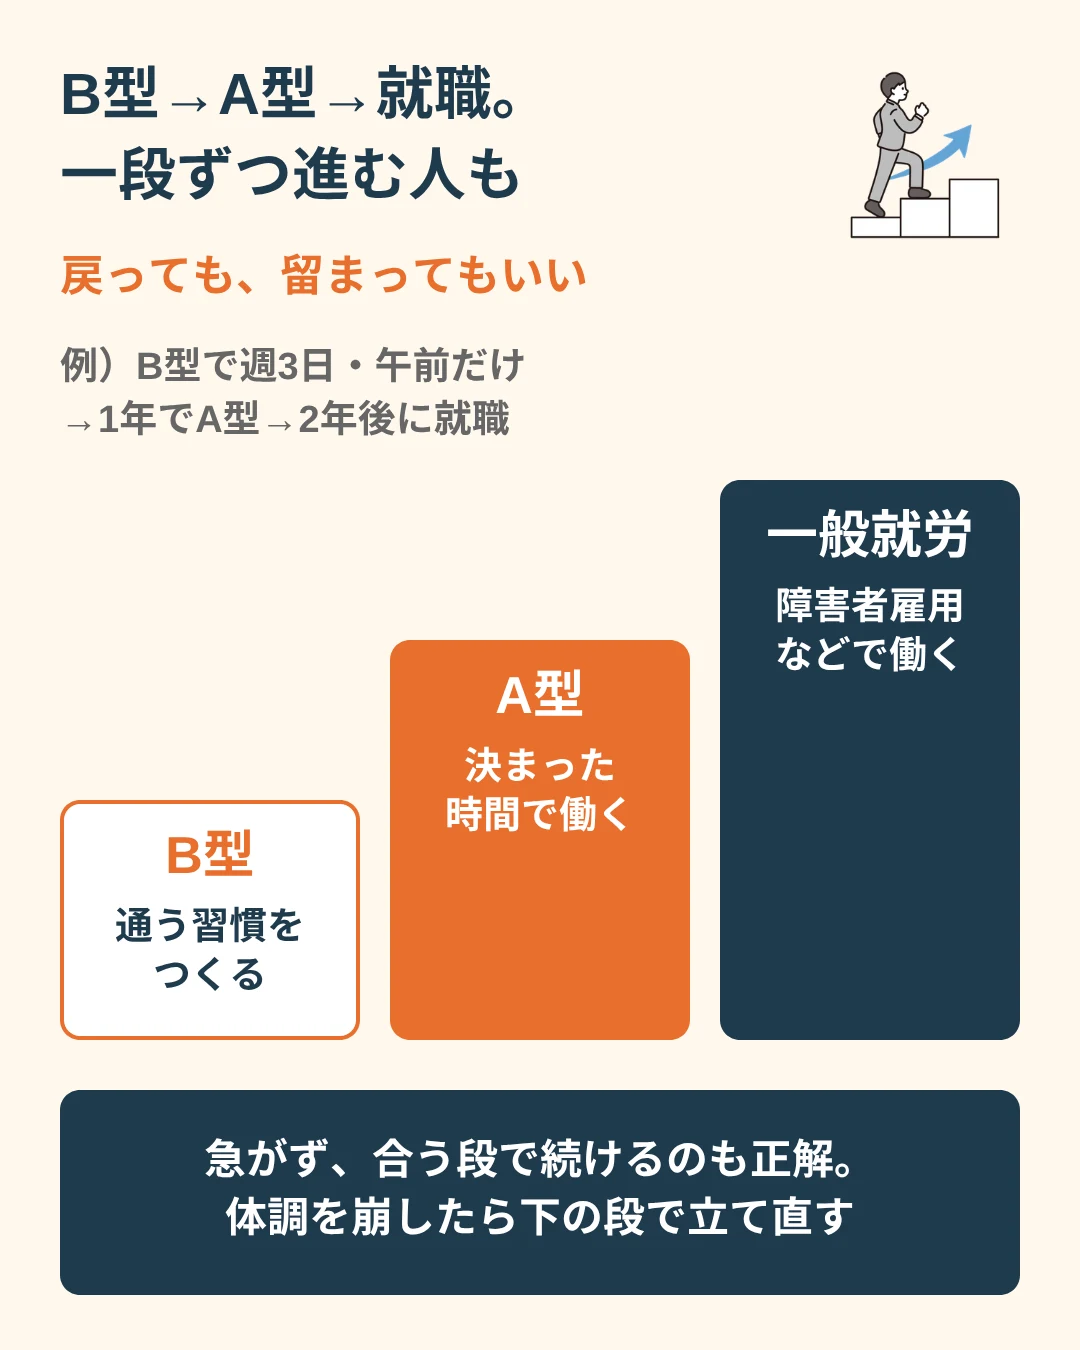 B型→A型→就職。
一段ずつ進む人も
戻っても、留まってもいい
例）B型で週3日・午前だけ
→1年でA型→2年後に就職
一般就労
障害者雇用
などで働く
A型
決まった
時間で働く
B型
通う習慣を
つくる
急がず、合う段で続けるのも正解。
体調を崩したら下の段で立て直す